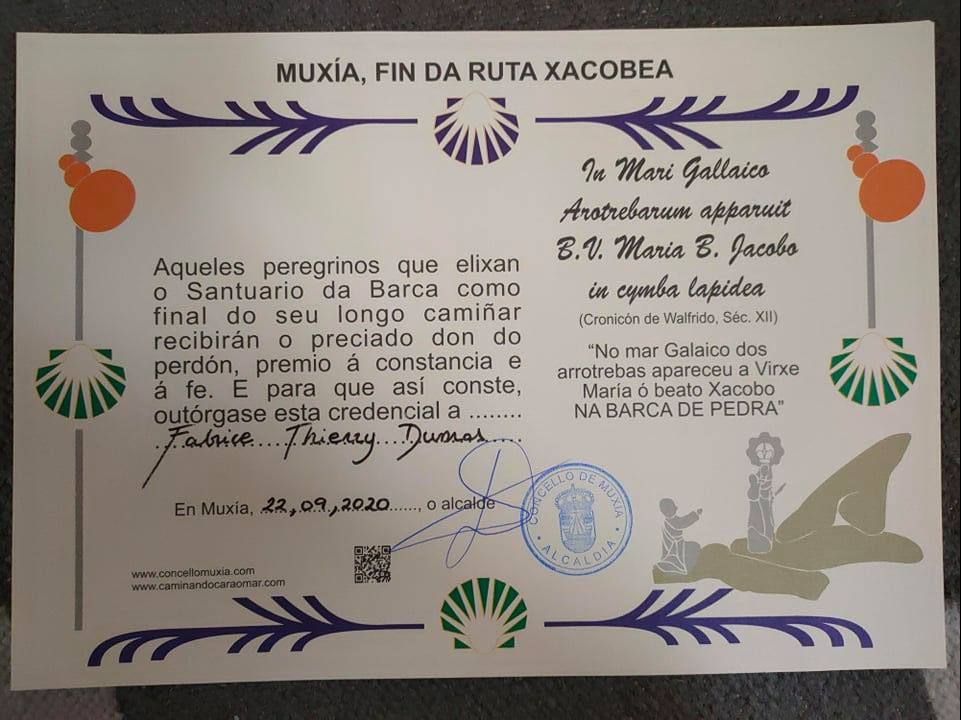 MUXÍA, FIN DA RUTA XACOBEA
Aqueles peregrinos que elixan
o Santuario da Barca como
final do seu longo camiñar
recibirán o preciado don do
perdón, premio á constancia e
á fe. E para que así conste,
outórgase esta credencial a ........
Fabrice Thierry Dumas
En Muxía, 22,09,2020......, o alcalde
www.concellomuxia.com
www.caminandocaraomar.com
In Mari Gallaico
Arotrebarum apparuit
B.V. Maria B. Jacobo
in cymba lapidea
(Cronicón de Walfrido, Séc. XII)
“No mar Galaico dos
arrotrebas apareceu a Virxe
María ó beato Xacobo
NA BARCA DE PEDRA”
CONCELLO DE MUXIA
• ALCALDIA •